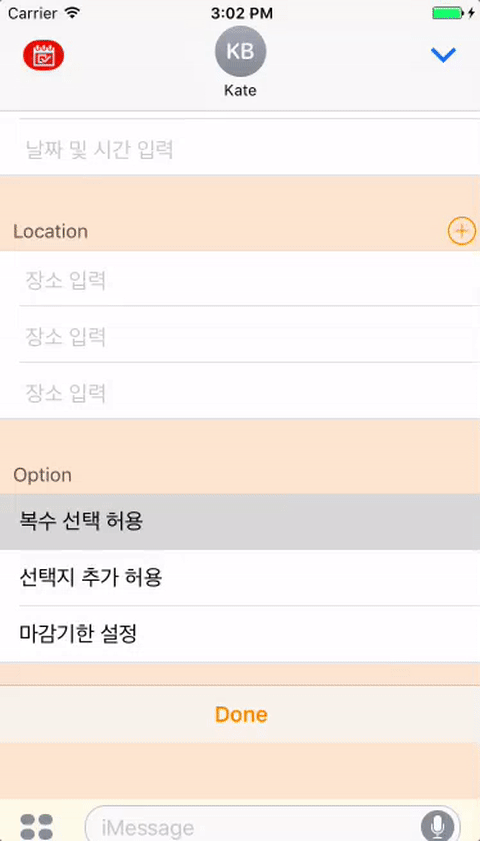 Carrier 3:02 PM
KB
Kate
날짜 및 시간 입력
Location
장소 입력
장소 입력
장소 입력
Option
복수 선택 허용
선택지 추가 허용
마감기한 설정
Done
iMessage